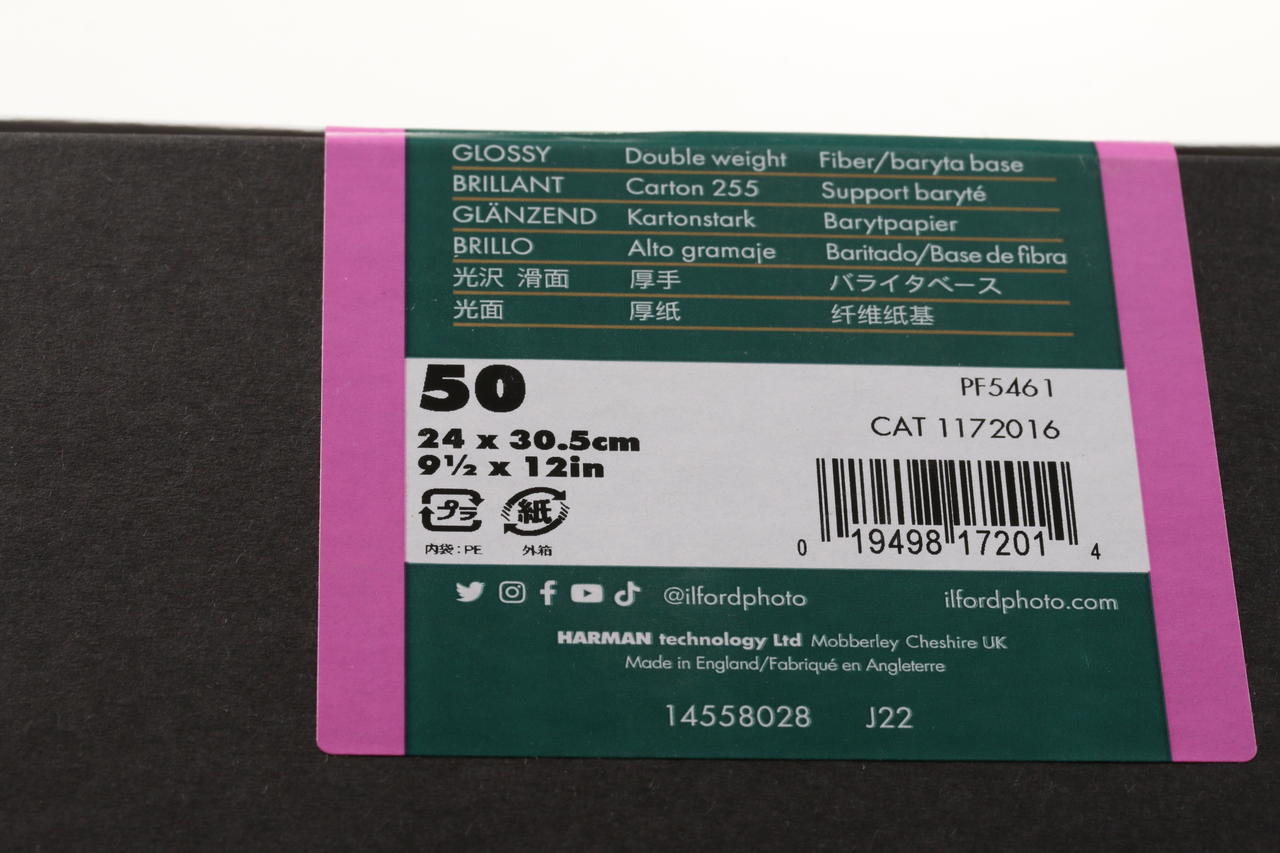 GLOSSY Double weight Fiber/baryta base
BRILLANT Carton 255 Support baryté
GLÄNZEND Kartonstark Barytpapier
BRILLO Alto gramaje Baritado/Base de fibra
光沢 滑面 厚手 バライタベース
光面 厚纸 纤维纸基
50 PF5461
24 x 30.5cm CAT 1172016
9½ x 12in
プラ 紙
内袋:PE 外箱
0 19498 17201 4
@ilfordphoto ilfordphoto.com
HARMAN technology Ltd Mobberley Cheshire UK
Made in England/Fabriqué en Angleterre
14558028 J22